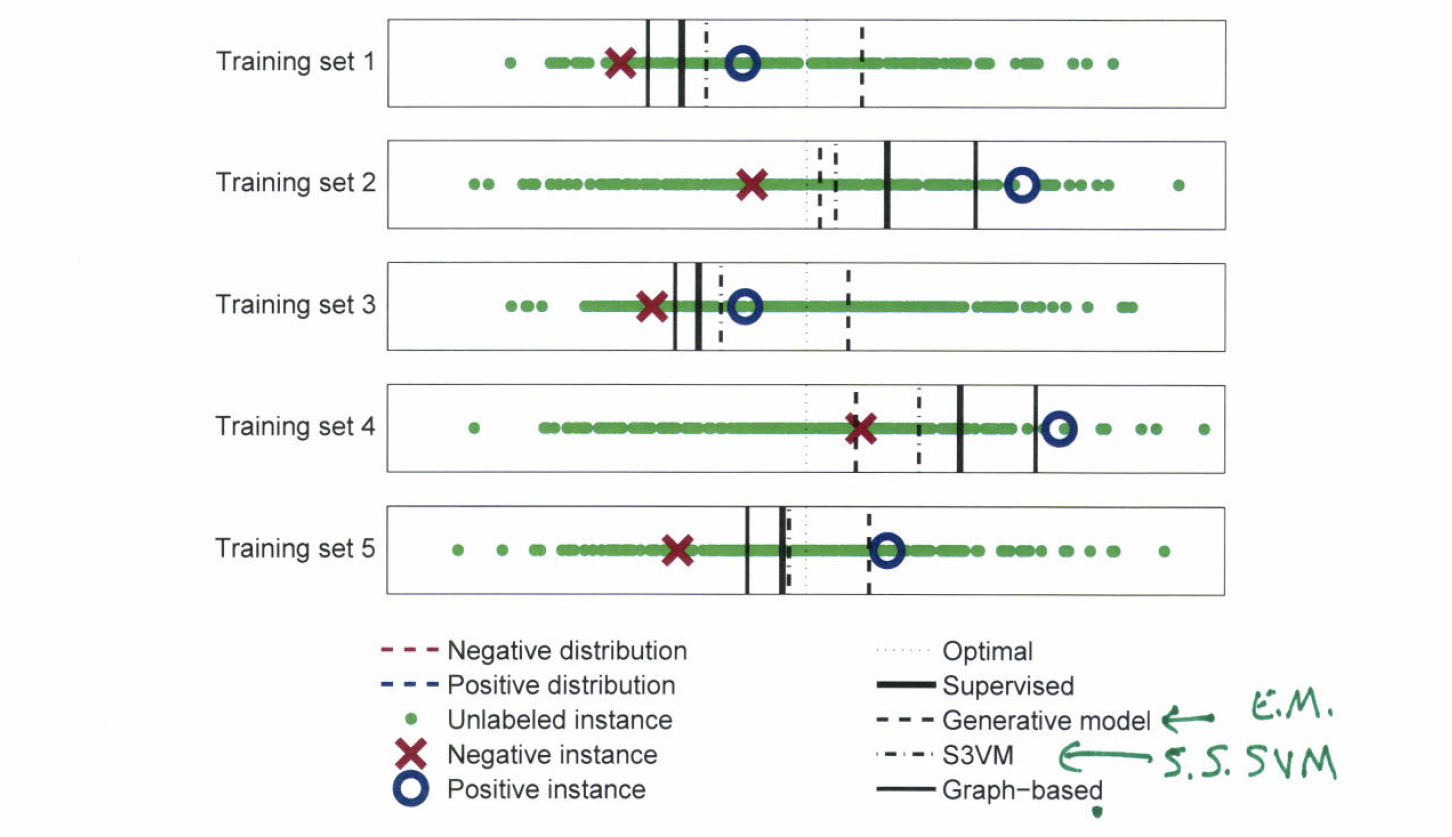 Training set 1
Training set 2
Training set 3
Training set 4
Training set 5
Negative distribution
Positive distribution
Unlabeled instance
Negative instance
Positive instance
Optimal
Supervised
Generative model E.M.
S3VM S.S. SVM
Graph−based